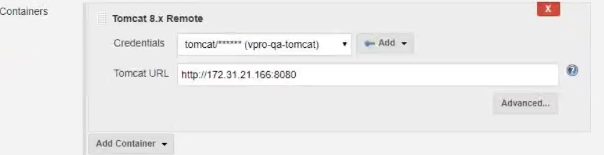 Containers
Tomcat 8.x Remote
X
Credentials
tomcat/****** (vpro-qa-tomcat)
Add
Tomcat URL
http://172.31.21.166:8080
Advanced...
Add Container